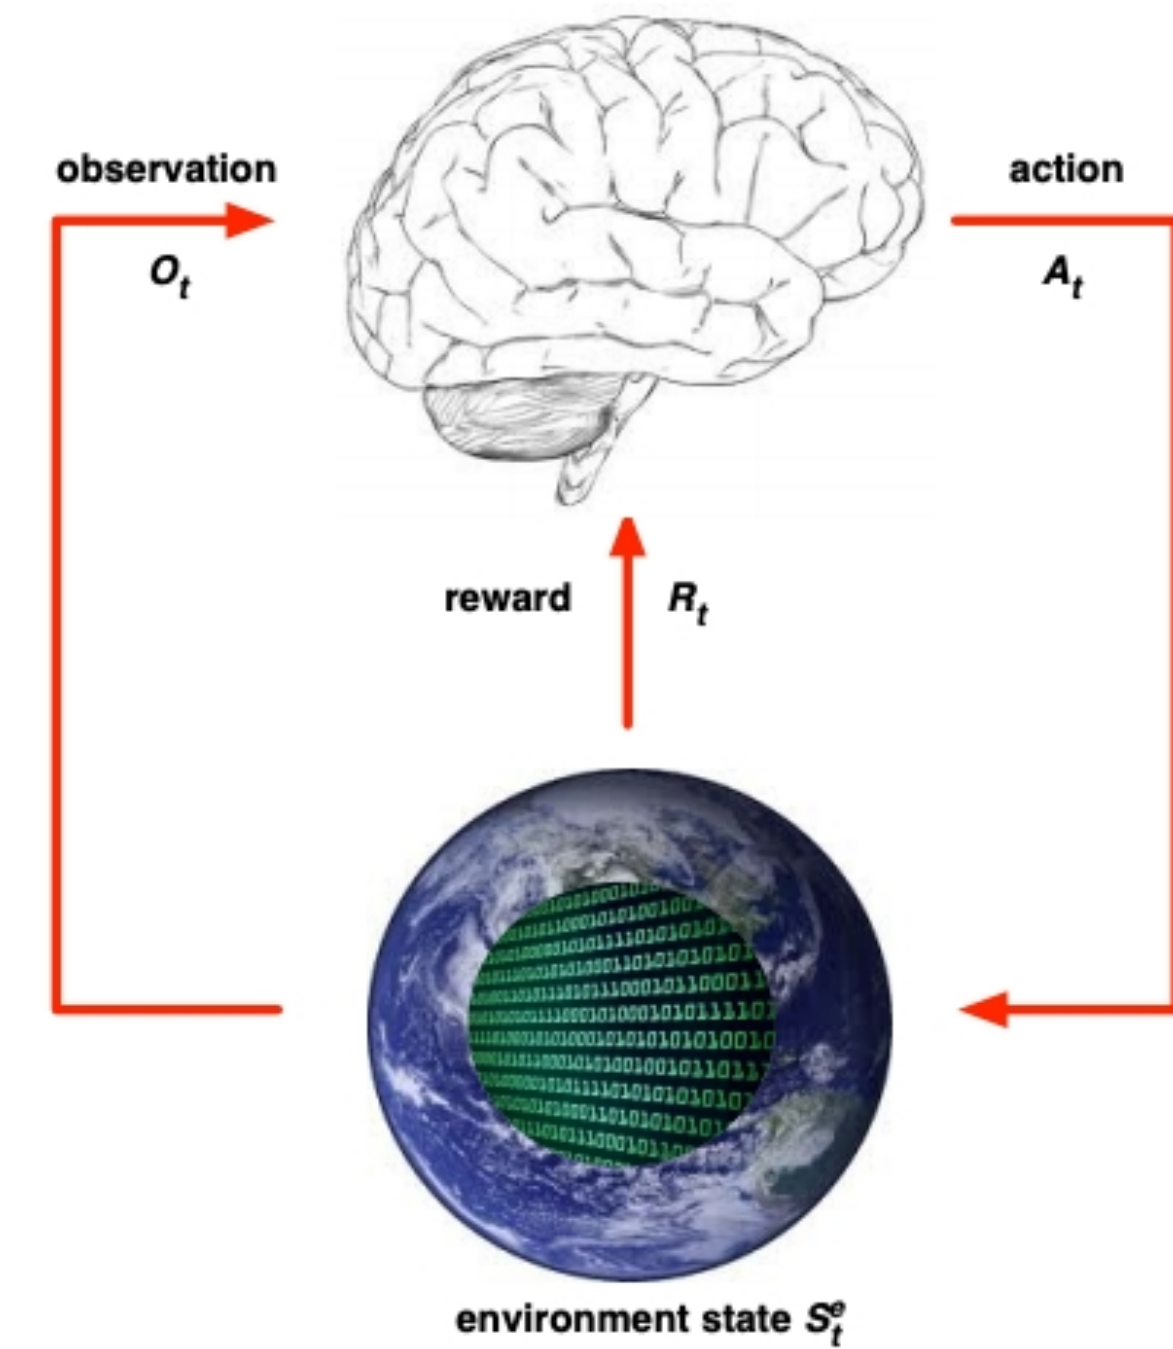 observation
O_t
action
A_t
reward
R_t
environment state S_t^e